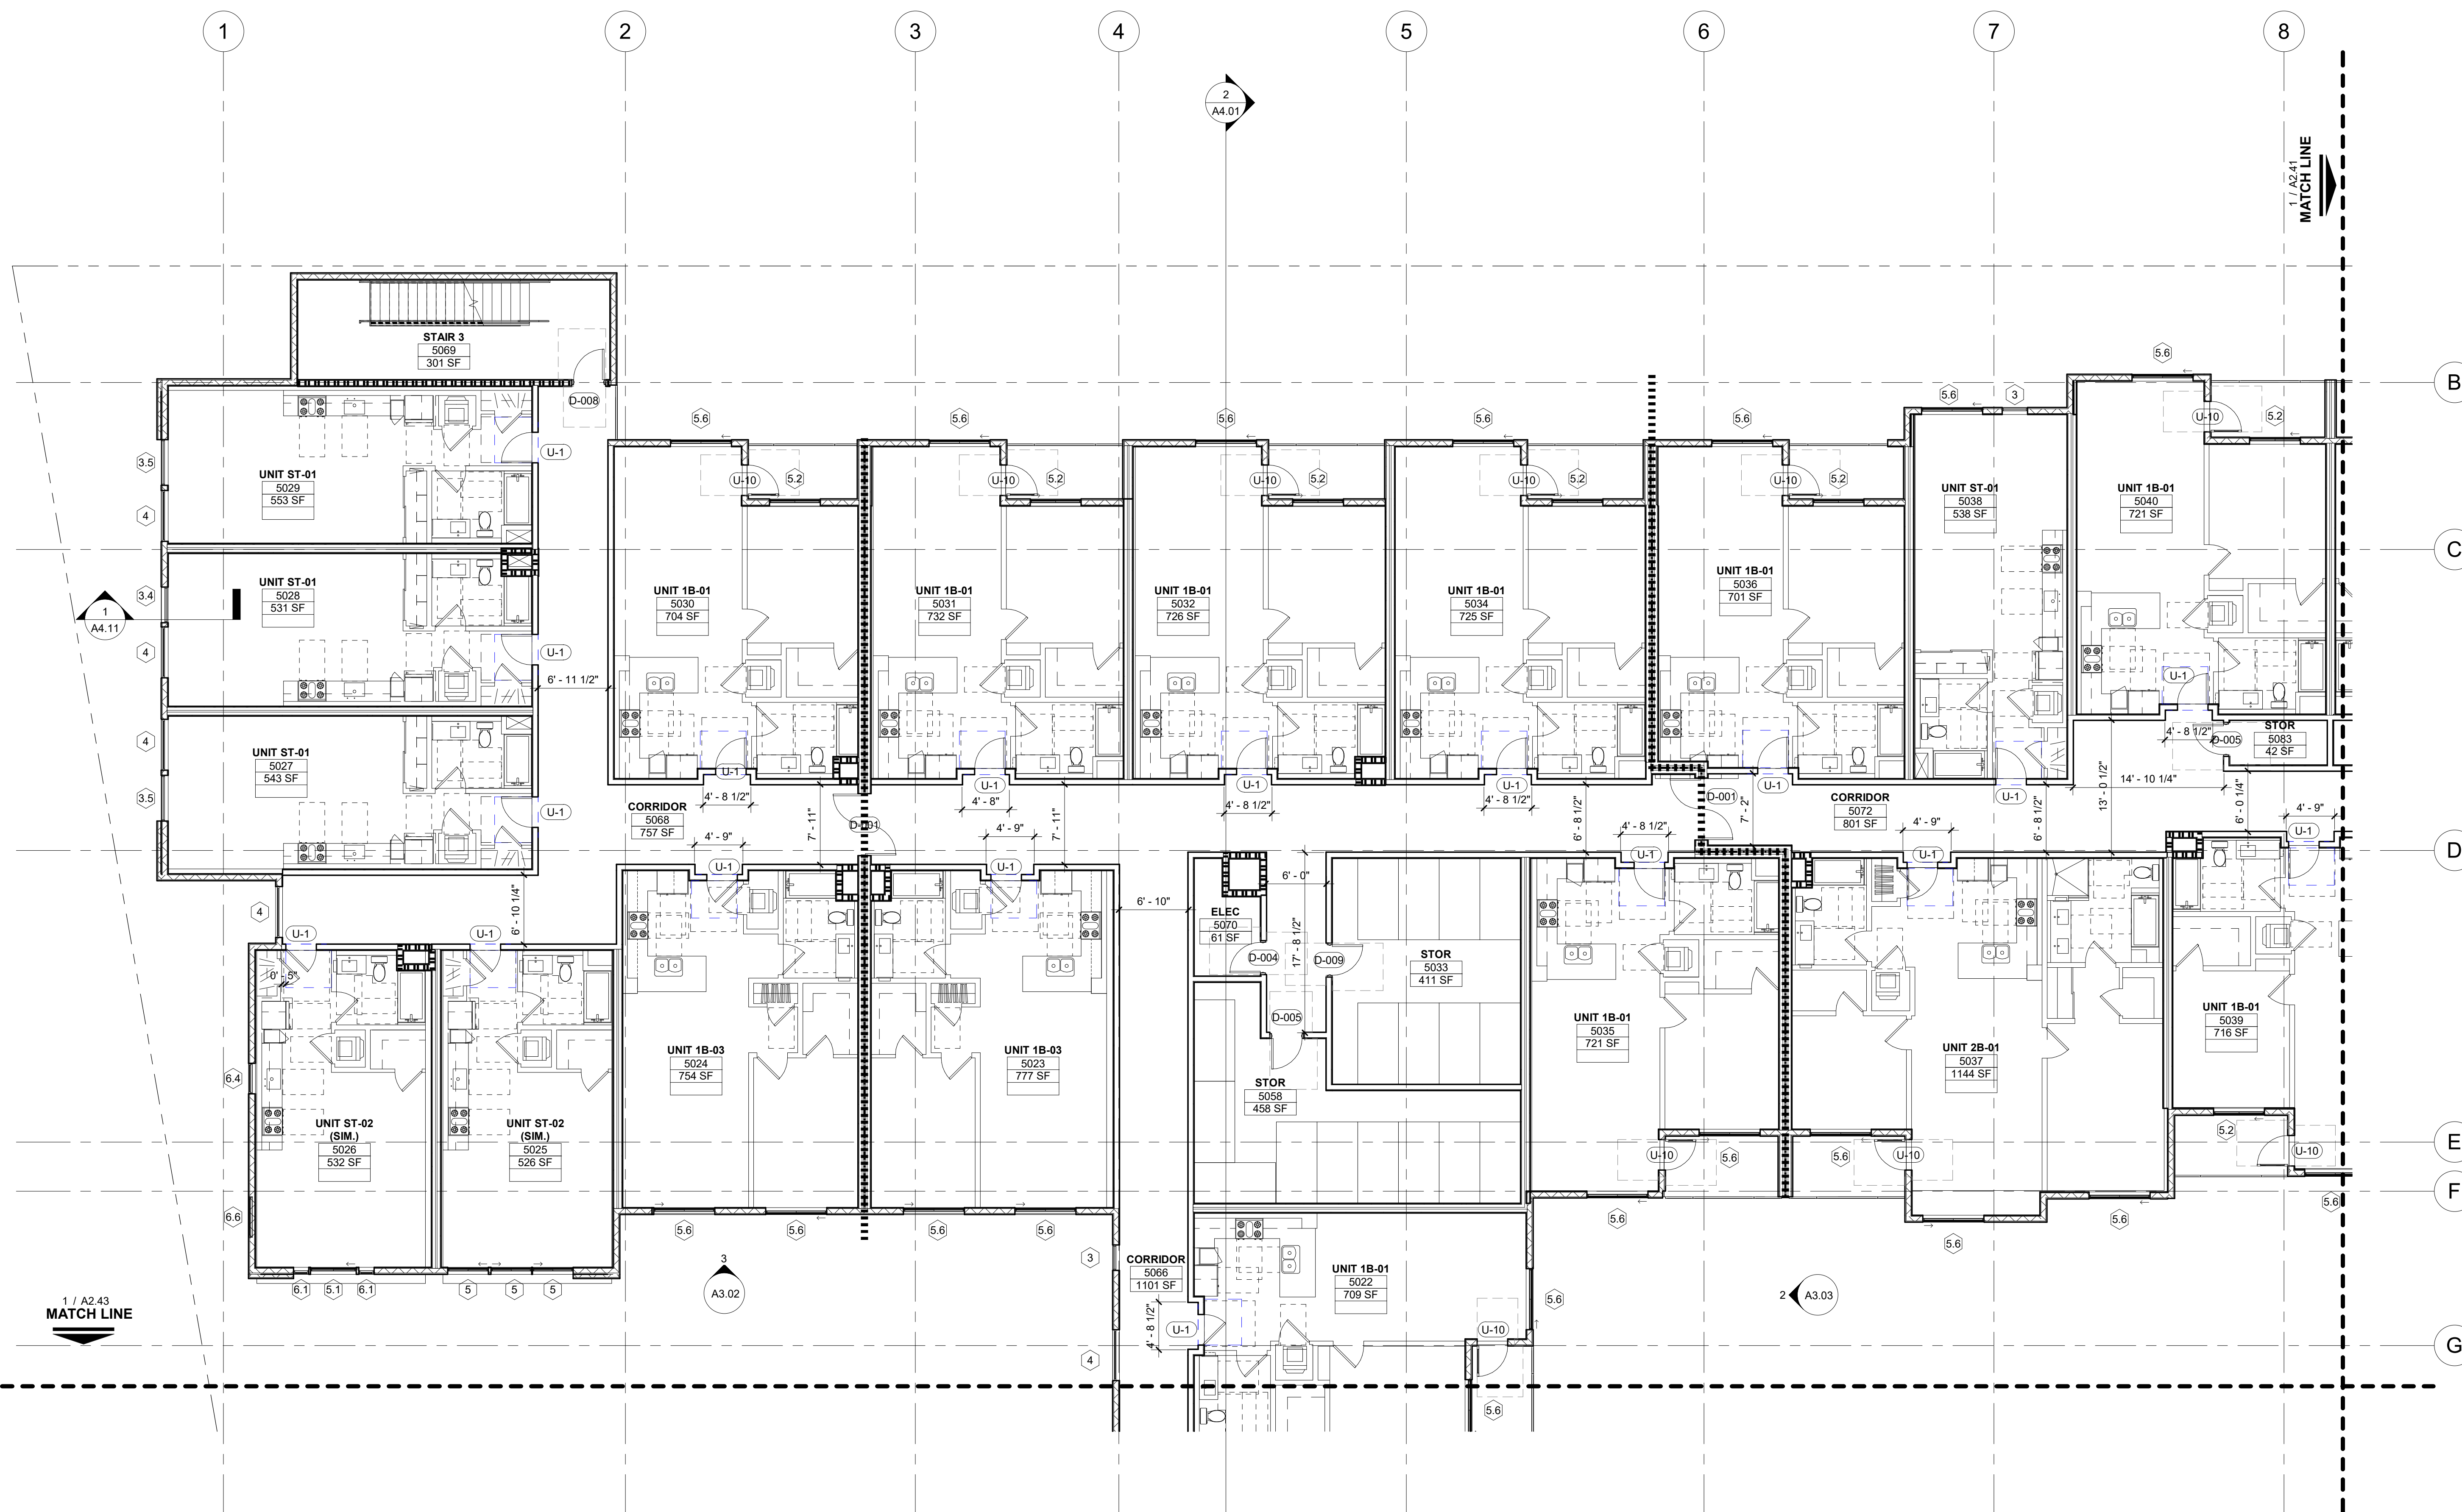 1
2
3
4
5
6
7
8
2
A4.01
1 / A2.41
MATCH LINE
STAIR 3
5069
301 SF
D-008
B
5.6
5.6
3
U-10
5.2
5.6
5.6
5.6
5.6
5.6
U-10
5.2
U-10
5.2
U-10
5.2
U-10
5.2
U-10
5.2
3.5
4
UNIT ST-01
5029
553 SF
U-1
UNIT ST-01
5038
538 SF
UNIT 1B-01
5040
721 SF
C
3.4
4
1
A4.11
UNIT ST-01
5028
531 SF
U-1
6' - 11 1/2"
UNIT 1B-01
5030
704 SF
UNIT 1B-01
5031
732 SF
UNIT 1B-01
5032
726 SF
UNIT 1B-01
5034
725 SF
UNIT 1B-01
5036
701 SF
4
3.5
UNIT ST-01
5027
543 SF
U-1
U-1
4' - 8 1/2"
D-005
STOR
5083
42 SF
U-1
4' - 8 1/2"
U-1
4' - 8"
U-1
4' - 8 1/2"
U-1
4' - 8 1/2"
D-001
U-1
U-1
14' - 10 1/4"
13' - 0 1/2"
6' - 0 1/4"
CORRIDOR
5068
757 SF
7' - 11"
D-001
7' - 11"
6' - 8 1/2"
7' - 2"
CORRIDOR
5072
801 SF
6' - 8 1/2"
4' - 9"
U-1
4' - 9"
U-1
4' - 8 1/2"
U-1
4' - 9"
U-1
4' - 9"
U-1
D
4
6' - 10 1/4"
U-1
U-1
0' - 5"
6' - 10"
6' - 0"
17' - 8 1/2"
ELEC
5070
61 SF
D-004
D-009
D-005
STOR
5033
411 SF
STOR
5058
458 SF
UNIT 1B-01
5035
721 SF
UNIT 2B-01
5037
1144 SF
UNIT 1B-01
5039
716 SF
6.4
6.6
UNIT ST-02
(SIM.)
5026
532 SF
UNIT ST-02
(SIM.)
5025
526 SF
UNIT 1B-03
5024
754 SF
UNIT 1B-03
5023
777 SF
U-10
5.6
5.6
U-10
5.2
U-10
E
F
5.6
5.6
5.6
5.6
5.6
5.6
5.6
5.6
6.1
5.1
6.1
5
5
5
3
A3.02
3
4
CORRIDOR
5066
1101 SF
4' - 8 1/2"
U-1
UNIT 1B-01
5022
709 SF
5.6
U-10
5.6
2
A3.03
G
1 / A2.43
MATCH LINE